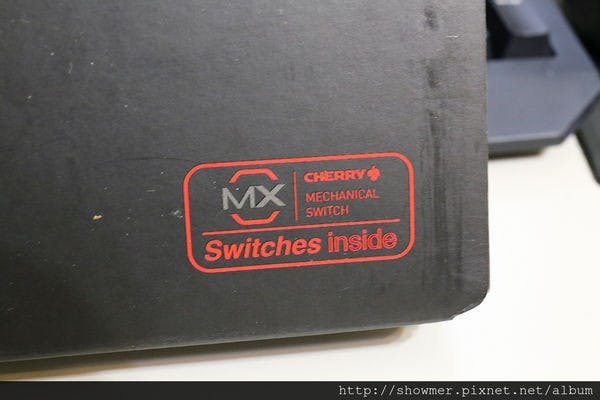 MX
CHERRY
MECHANICAL
SWITCH
Switches inside
http://showmer.pixnet.net/album